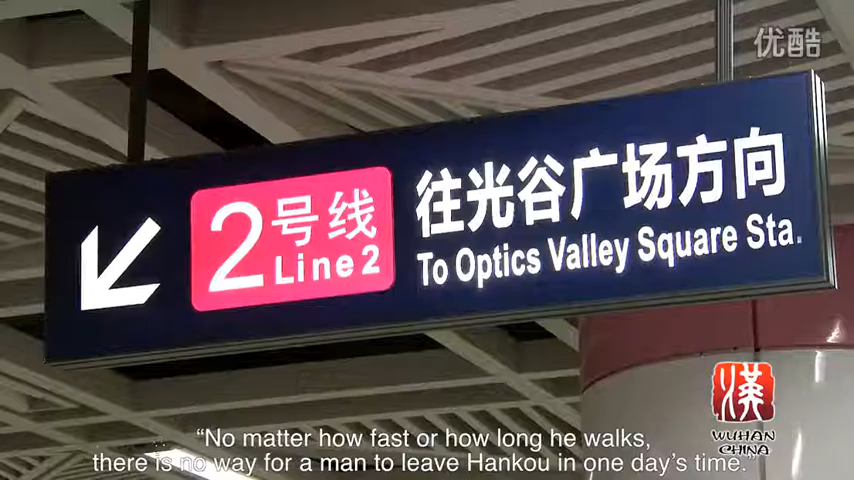 优酷
2号线
Line 2
往光谷广场方向
To Optics Valley Square Sta.
漢
WUHAN
CHINA
“No matter how fast or how long he walks,
there is no way for a man to leave Hankou in one day's time.”